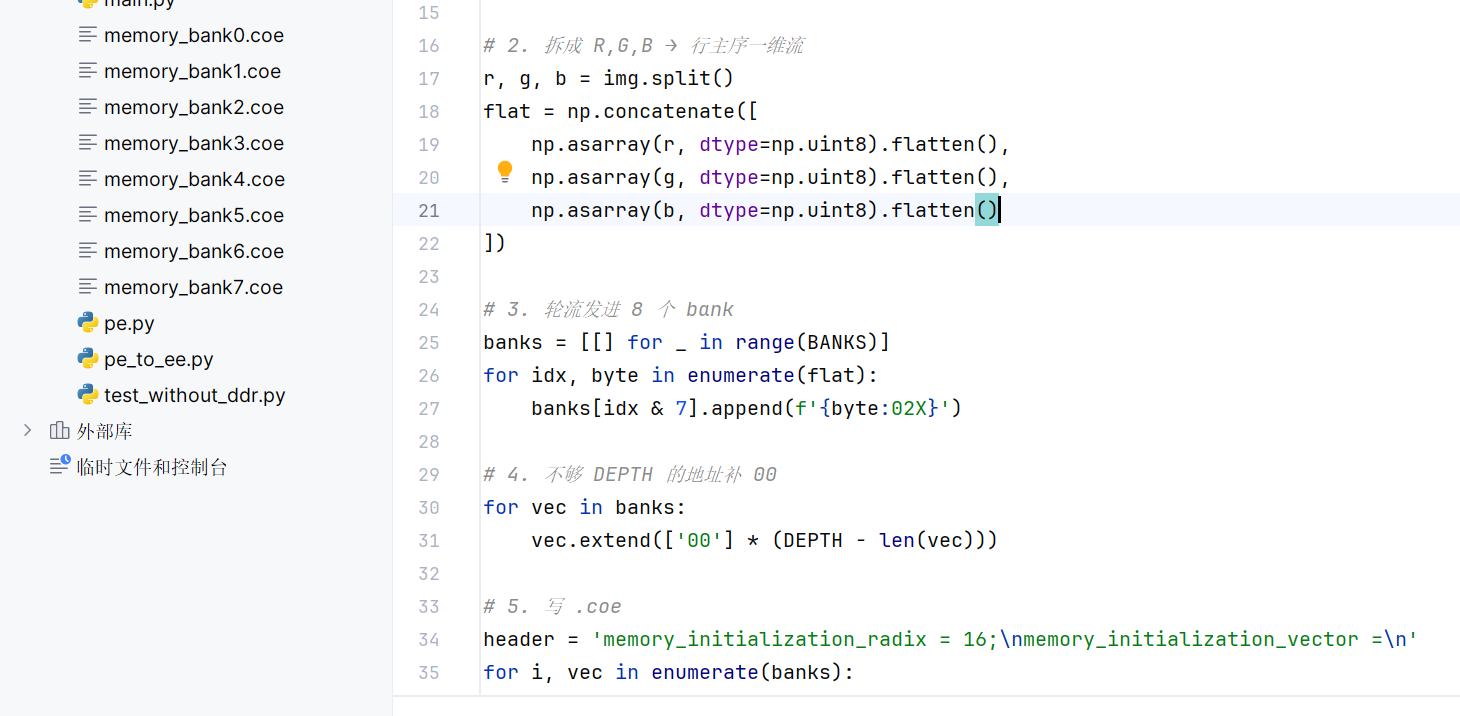 main.py
memory_bank0.coe
memory_bank1.coe
memory_bank2.coe
memory_bank3.coe
memory_bank4.coe
memory_bank5.coe
memory_bank6.coe
memory_bank7.coe
pe.py
pe_to_ee.py
test_without_ddr.py
外部库
临时文件和控制台
15
16 # 2. 拆成 R,G,B → 行主序一维流
17 r, g, b = img.split()
18 flat = np.concatenate([
19     np.asarray(r, dtype=np.uint8).flatten(),
20     np.asarray(g, dtype=np.uint8).flatten(),
21     np.asarray(b, dtype=np.uint8).flatten()
22 ])
23
24 # 3. 轮流发进 8 个 bank
25 banks = [[] for _ in range(BANKS)]
26 for idx, byte in enumerate(flat):
27     banks[idx & 7].append(f'{byte:02X}')
28
29 # 4. 不够 DEPTH 的地址补 00
30 for vec in banks:
31     vec.extend(['00'] * (DEPTH - len(vec)))
32
33 # 5. 写 .coe
34 header = 'memory_initialization_radix = 16;\nmemory_initialization_vector =\n'
35 for i, vec in enumerate(banks):